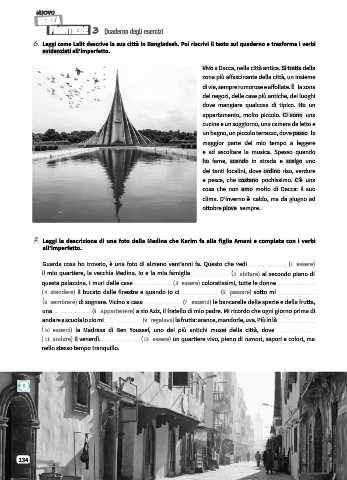 nuovo
BELLA
FRONTIERE 3 Quaderno degli esercizi
6. Leggi come Lalit descrive la sua città in Bangladesh. Poi riscrivi il testo sul quaderno e trasforma i verbi
evidenziati all'imperfetto.
Vivo a Dacca, nella città antica. Si tratta della
zona più affascinante della città, un insieme
di vie, sempre rumorose e affollate. È la zona
dei negozi, delle case più antiche, dei luoghi
dove mangiare qualcosa di tipico. Ho un
appartamento, molto piccolo. Ci sono una
cucina e un soggiorno, una camera da letto e
un bagno, un piccolo terrazzo, dove passo la
maggior parte del mio tempo a leggere
e ad ascoltare la musica. Spesso quando
ho fame, scendo in strada e scelgo uno
dei tanti locali, dove ordino riso, verdure
e pesce, che costano pochissimo. C'è una
cosa che non amo molto di Dacca: il suo
clima. D'inverno è caldo, ma da giugno ad
ottobre piove sempre.
7. Leggi la descrizione di una foto della Medina che Karim fa alla figlia Amani e completa con i verbi
all'imperfetto.
Guarda cosa ho trovato, è una foto di almeno vent'anni fa. Questo che vedi (1 essere)
il mio quartiere, la vecchia Medina. Io e la mia famiglia (2 abitare) al secondo piano di
queste palazzina. I muri delle case (3 essere) coloratissimi, tutte le donne
(4 stendere) il bucato dalle finestre e quando io ci (5 passare) sotto mi
(6 sembrare) di sognare. Vicino a casa (7 esserci) le bancarelle delle spezie e della frutta,
una (8 appartenere) a zio Aziz, il fratello di mio padre. Mi ricordo che ogni giorno prima di
andare a scuola lo zio mi (9 regalare) la frutta: arance, mandorle, uva. Più in là
(10 esserci) la Madrasa di Ben Youssef, uno dei più antichi musei della città, dove
(11 andare) il venerdì. (12 essere) un quartiere vivo, pieno di rumori, sapori e colori, ma
nello stesso tempo tranquillo.
134